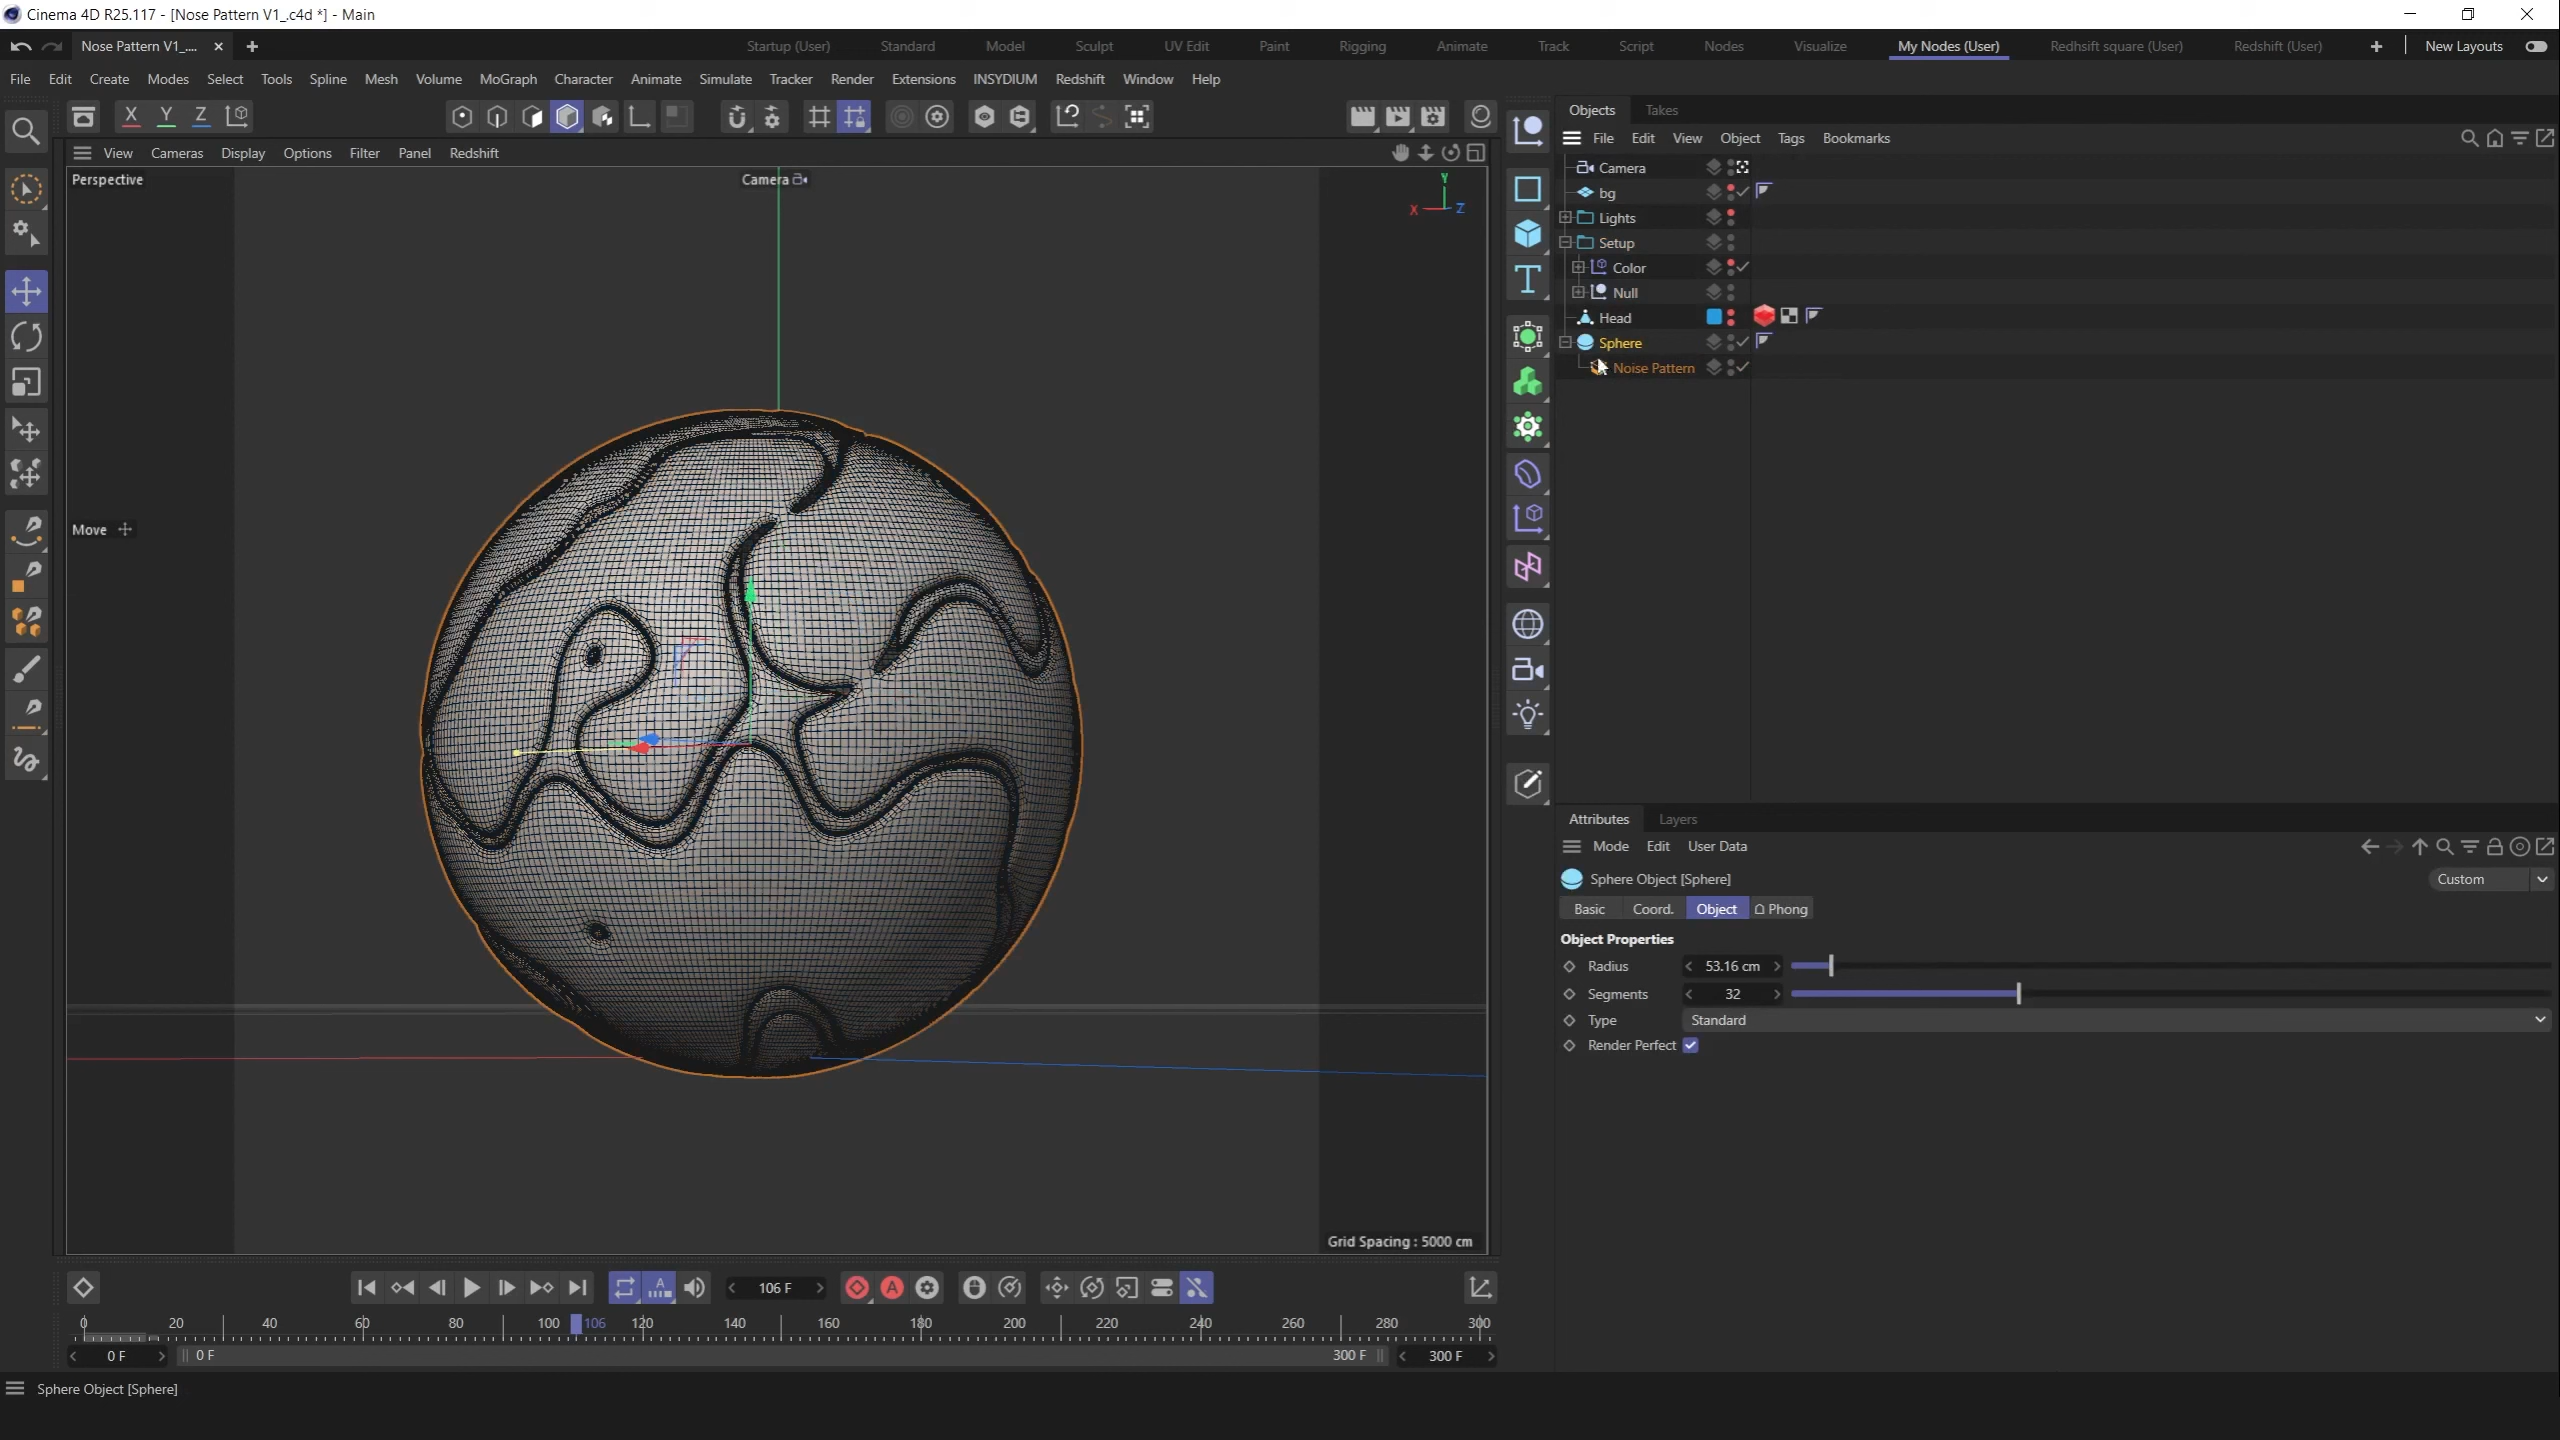 Cinema 4D R25.117 - [Nose Pattern V1_.c4d *] - Main
Nose Pattern V1_.... × Startup (User) Standard Model Sculpt UV Edit Paint Rigging Animate Track Script Nodes Visualize My Nodes (User) Redhsift square (User) Redshift (User) New Layouts
File Edit Create Modes Select Tools Spline Mesh Volume MoGraph Character Animate Simulate Tracker Render Extensions INSYDIUM Redshift Window Help
X Y Z
Objects Takes
File Edit View Object Tags Bookmarks
View Cameras Display Options Filter Panel Redshift
Perspective
Camera
Y
X Z
Move
Grid Spacing : 5000 cm
Camera
bg
Lights
Setup
Color
Null
Head
Sphere
Noise Pattern
Attributes Layers
Mode Edit User Data
Sphere Object [Sphere] Custom
Basic Coord. Object Phong
Object Properties
Radius 53.16 cm
Segments 32
Type Standard
Render Perfect
A 106 F A
0 20 40 60 80 100 106 120 140 160 180 200 220 240 260 280 300
0 F 0 F 300 F 300 F
Sphere Object [Sphere]